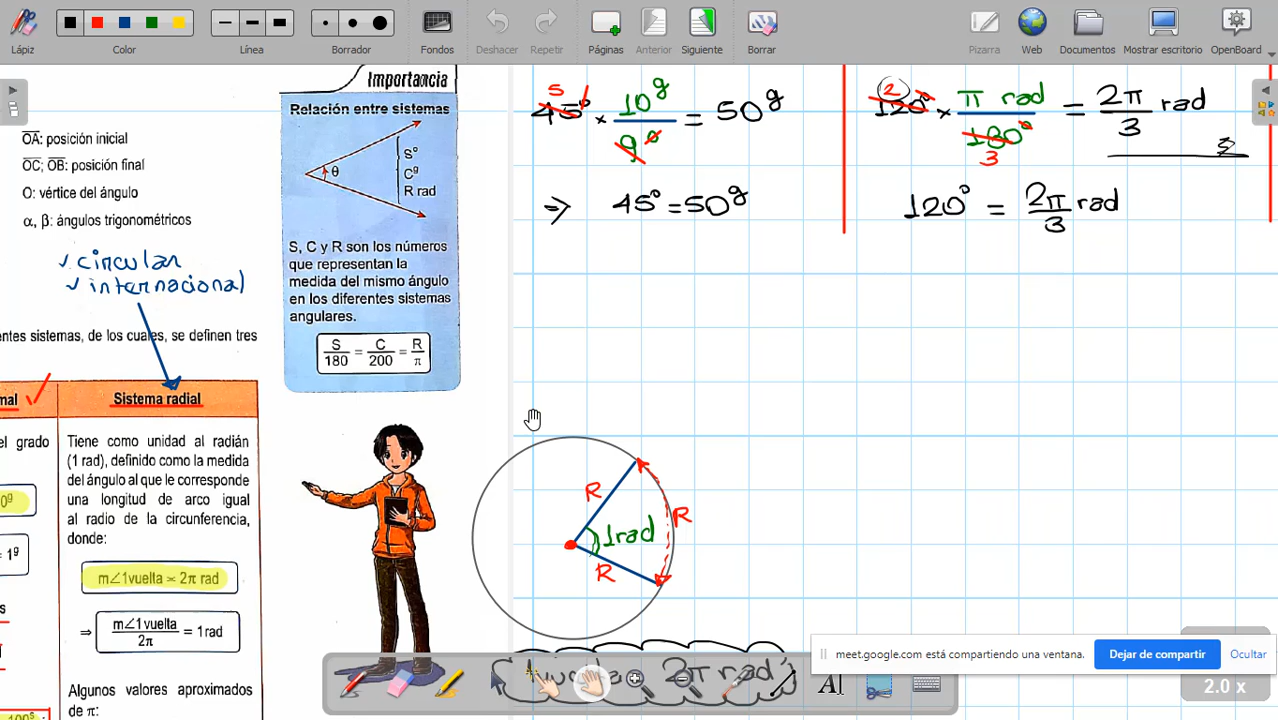 Lápiz
Color
Línea
Borrador
Fondos
Deshacer
Repetir
Páginas
Anterior
Siguiente
Borrar
Pizarra
Web
Documentos
Mostrar escritorio
OpenBoard
OA: posición inicial
OC; OB: posición final
O: vértice del ángulo
α, β: ángulos trigonométricos
✓ circular
✓ internacional
entes sistemas, de los cuales, se definen tres
mal
el grado
0g
= 1g
s
Sistema radial
Tiene como unidad al radián
(1 rad), definido como la medida
del ángulo al que le corresponde
una longitud de arco igual
al radio de la circunferencia,
donde:
m∠1vuelta = 2π rad
⇒ m∠1vuelta / 2π = 1 rad
Algunos valores aproximados
de π:
Importancia
Relación entre sistemas
θ
S°
Cg
R rad
S, C y R son los números
que representan la
medida del mismo ángulo
en los diferentes sistemas
angulares.
S/180 = C/200 = R/π
5 1
45° × 10g / 9° = 50g
⇒ 45° = 50g
2
120° × π rad / 180° = 2π/3 rad
3
120° = 2π/3 rad
R
R
1rad
R
2π rad
meet.google.com está compartiendo una ventana.
Dejar de compartir
Ocultar
2.0 x